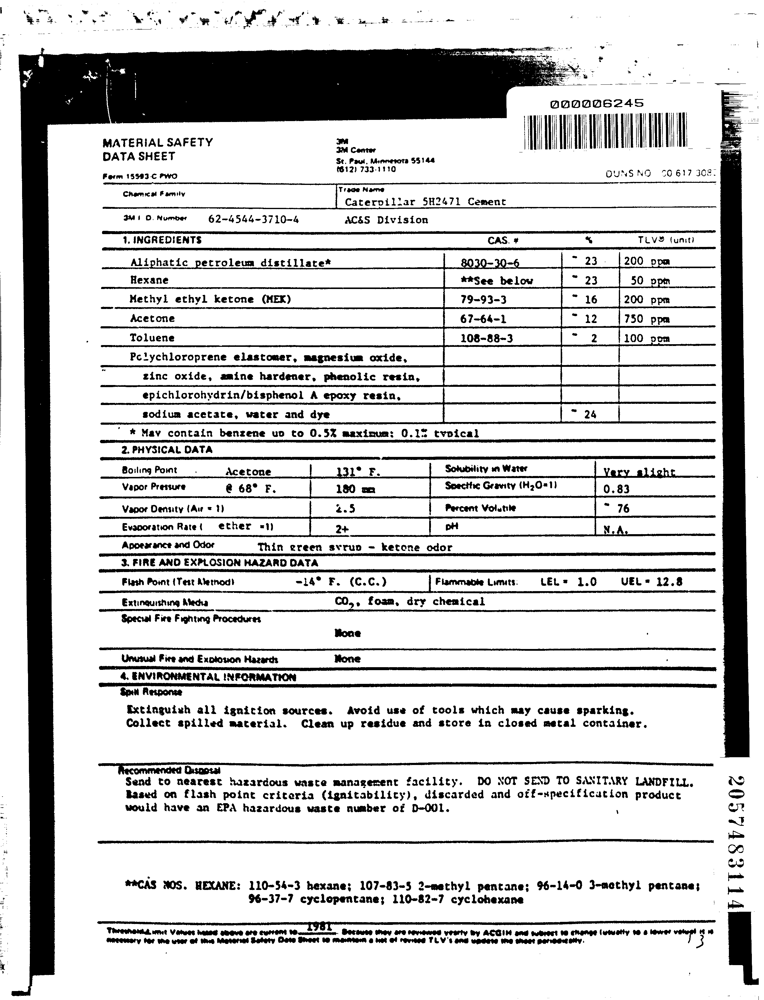 000006245
MATERIAL SAFETY
DATA SHEET
Form 15593-C PWO
3M
3M Center
St. Paul, Minnesota 55144
(612) 733-1110
DUNS NO.
Chemical Family
Trade Name
Caterpillar 5H2471 Cement
3M I.D. Number 62-4544-3710-4 AC&S Division
1. INGREDIENTS CAS. # % TLV® (unit)
Aliphatic petroleum distillate* 8030-30-6 ~ 23 200 ppm
Hexane **See below ~ 23 50 ppm
Methyl ethyl ketone (MEK) 79-93-3 ~ 16 200 ppm
Acetone 67-64-1 ~ 12 750 ppm
Toluene 108-88-3 ~ 2 100 ppm
Polychloroprene elastomer, magnesium oxide,
zinc oxide, amine hardener, phenolic resin,
epichlorohydrin/bisphenol A epoxy resin,
sodium acetate, water and dye ~ 24
* May contain benzene up to 0.5% maximum; 0.1% typical
2. PHYSICAL DATA
Boiling Point Acetone 131° F. Solubility in Water Very slight
Vapor Pressure @ 68° F. 180 mm Specific Gravity (H2O=1) 0.83
Vapor Density (Air = 1) 2.5 Percent Volatile ~ 76
Evaporation Rate ( ether =1) 2+ pH N.A.
Appearance and Odor Thin green syrup - ketone odor
3. FIRE AND EXPLOSION HAZARD DATA
Flash Point (Test Method) -14° F. (C.C.) Flammable Limits. LEL = 1.0 UEL = 12.8
Extinguishing Media CO2, foam, dry chemical
Special Fire Fighting Procedures
None
Unusual Fire and Explosion Hazards None
4. ENVIRONMENTAL INFORMATION
Spill Response
Extinguish all ignition sources. Avoid use of tools which may cause sparking.
Collect spilled material. Clean up residue and store in closed metal container.
Recommended Disposal
Send to nearest hazardous waste management facility. DO NOT SEND TO SANITARY LANDFILL.
Based on flash point criteria (ignitability), discarded and off-specification product
would have an EPA hazardous waste number of D-001.
**CAS NOS. HEXANE: 110-54-3 hexane; 107-83-5 2-methyl pentane; 96-14-0 3-methyl pentane;
96-37-7 cyclopentane; 110-82-7 cyclohexane
Threshold Limit Values listed above are current to 1981 Because they are reviewed yearly by ACGIH and subject to change (usually to a lower value) it is
necessary for the user of this Material Safety Data Sheet to maintain a list of revised TLV's and update the sheet periodically.
13
2057483114